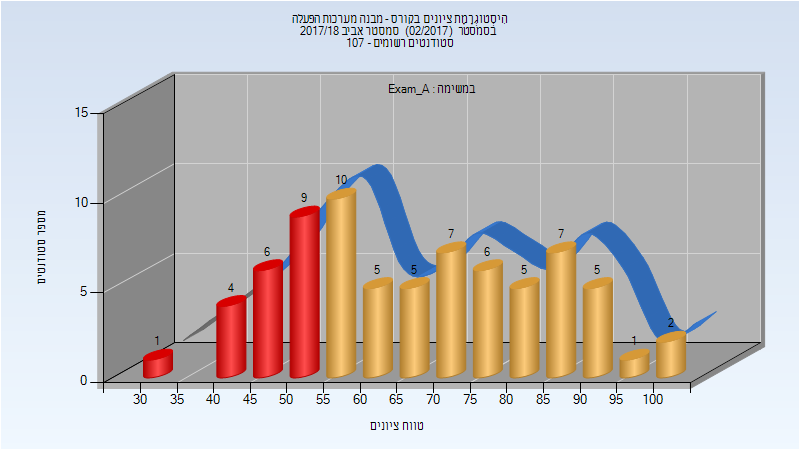 היסטוגרמת ציונים בקורס - מבנה מערכות הפעלה
בסמסטר (02/2017) סמסטר אביב 2017/18
סטודנטים רשומים - 107
במשימה : Exam_A
15
10
5
0
מספר סטודנטים
1
4
6
9
10
5
5
7
6
5
7
5
1
2
30 35 40 45 50 55 60 65 70 75 80 85 90 95 100
טווח ציונים